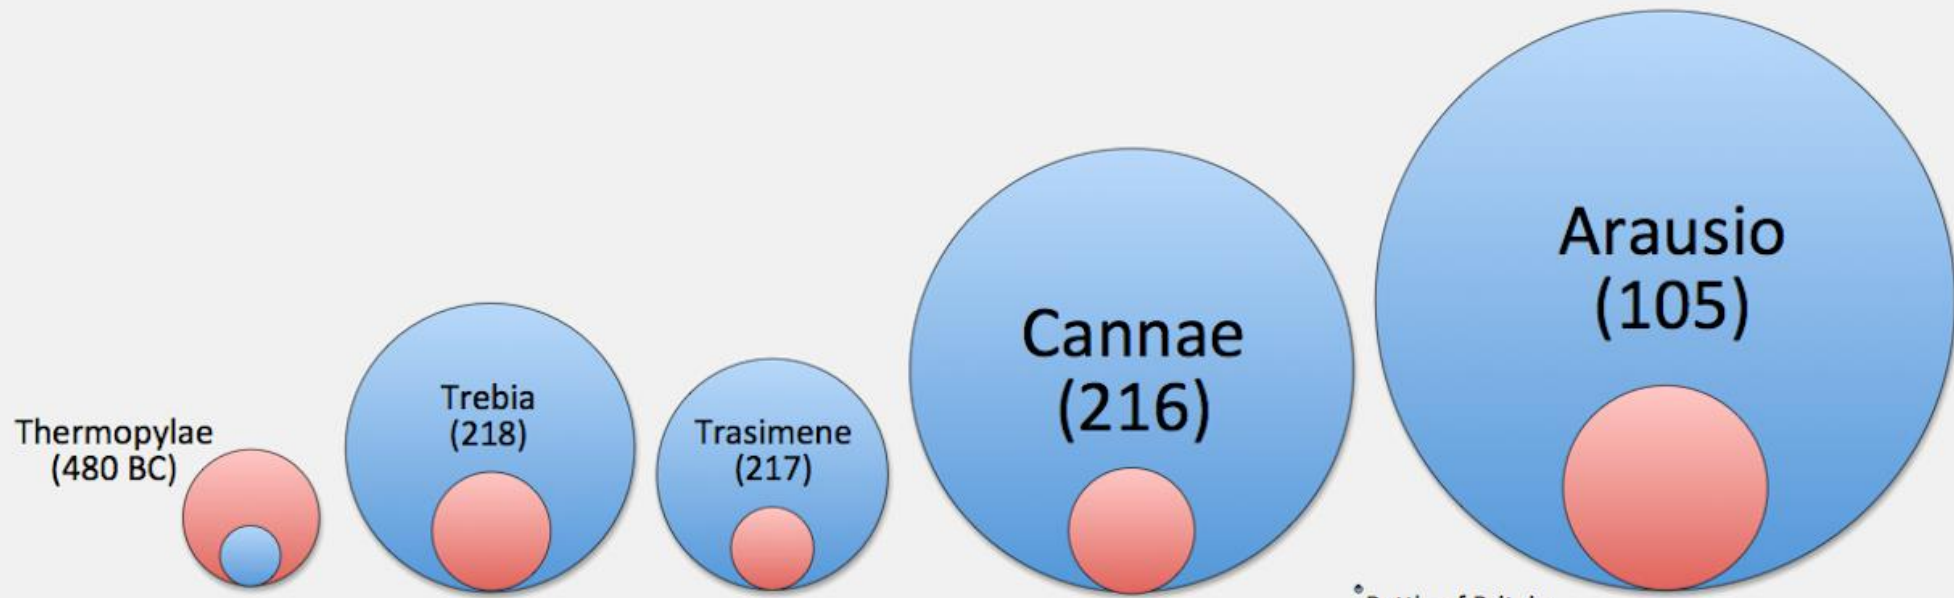 Thermopylae
(480 BC)
Trebia
(218)
Trasimene
(217)
Cannae
(216)
Arausio
(105)